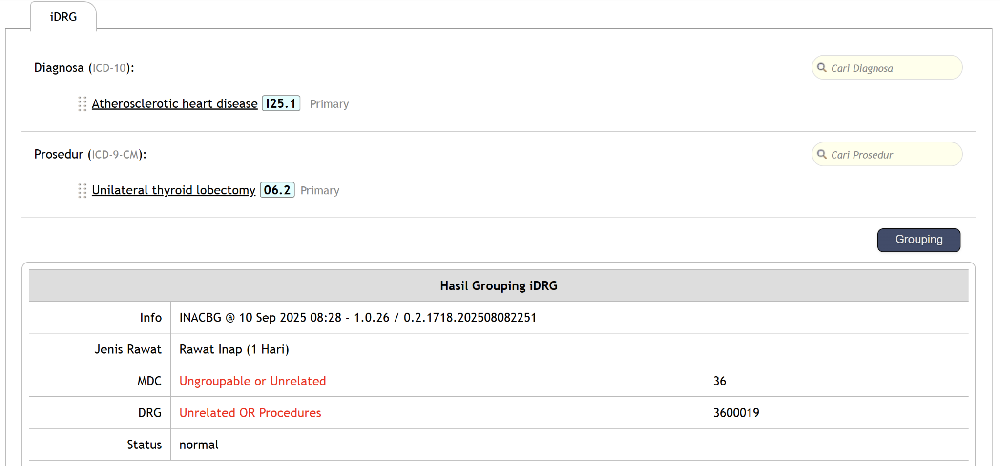 iDRG
Diagnosa (ICD-10):
Cari Diagnosa
Atherosclerotic heart disease I25.1 Primary
Prosedur (ICD-9-CM):
Cari Prosedur
Unilateral thyroid lobectomy 06.2 Primary
Grouping
Hasil Grouping iDRG
Info INACBG @ 10 Sep 2025 08:28 - 1.0.26 / 0.2.1718.202508082251
Jenis Rawat Rawat Inap (1 Hari)
MDC Ungroupable or Unrelated 36
DRG Unrelated OR Procedures 3600019
Status normal